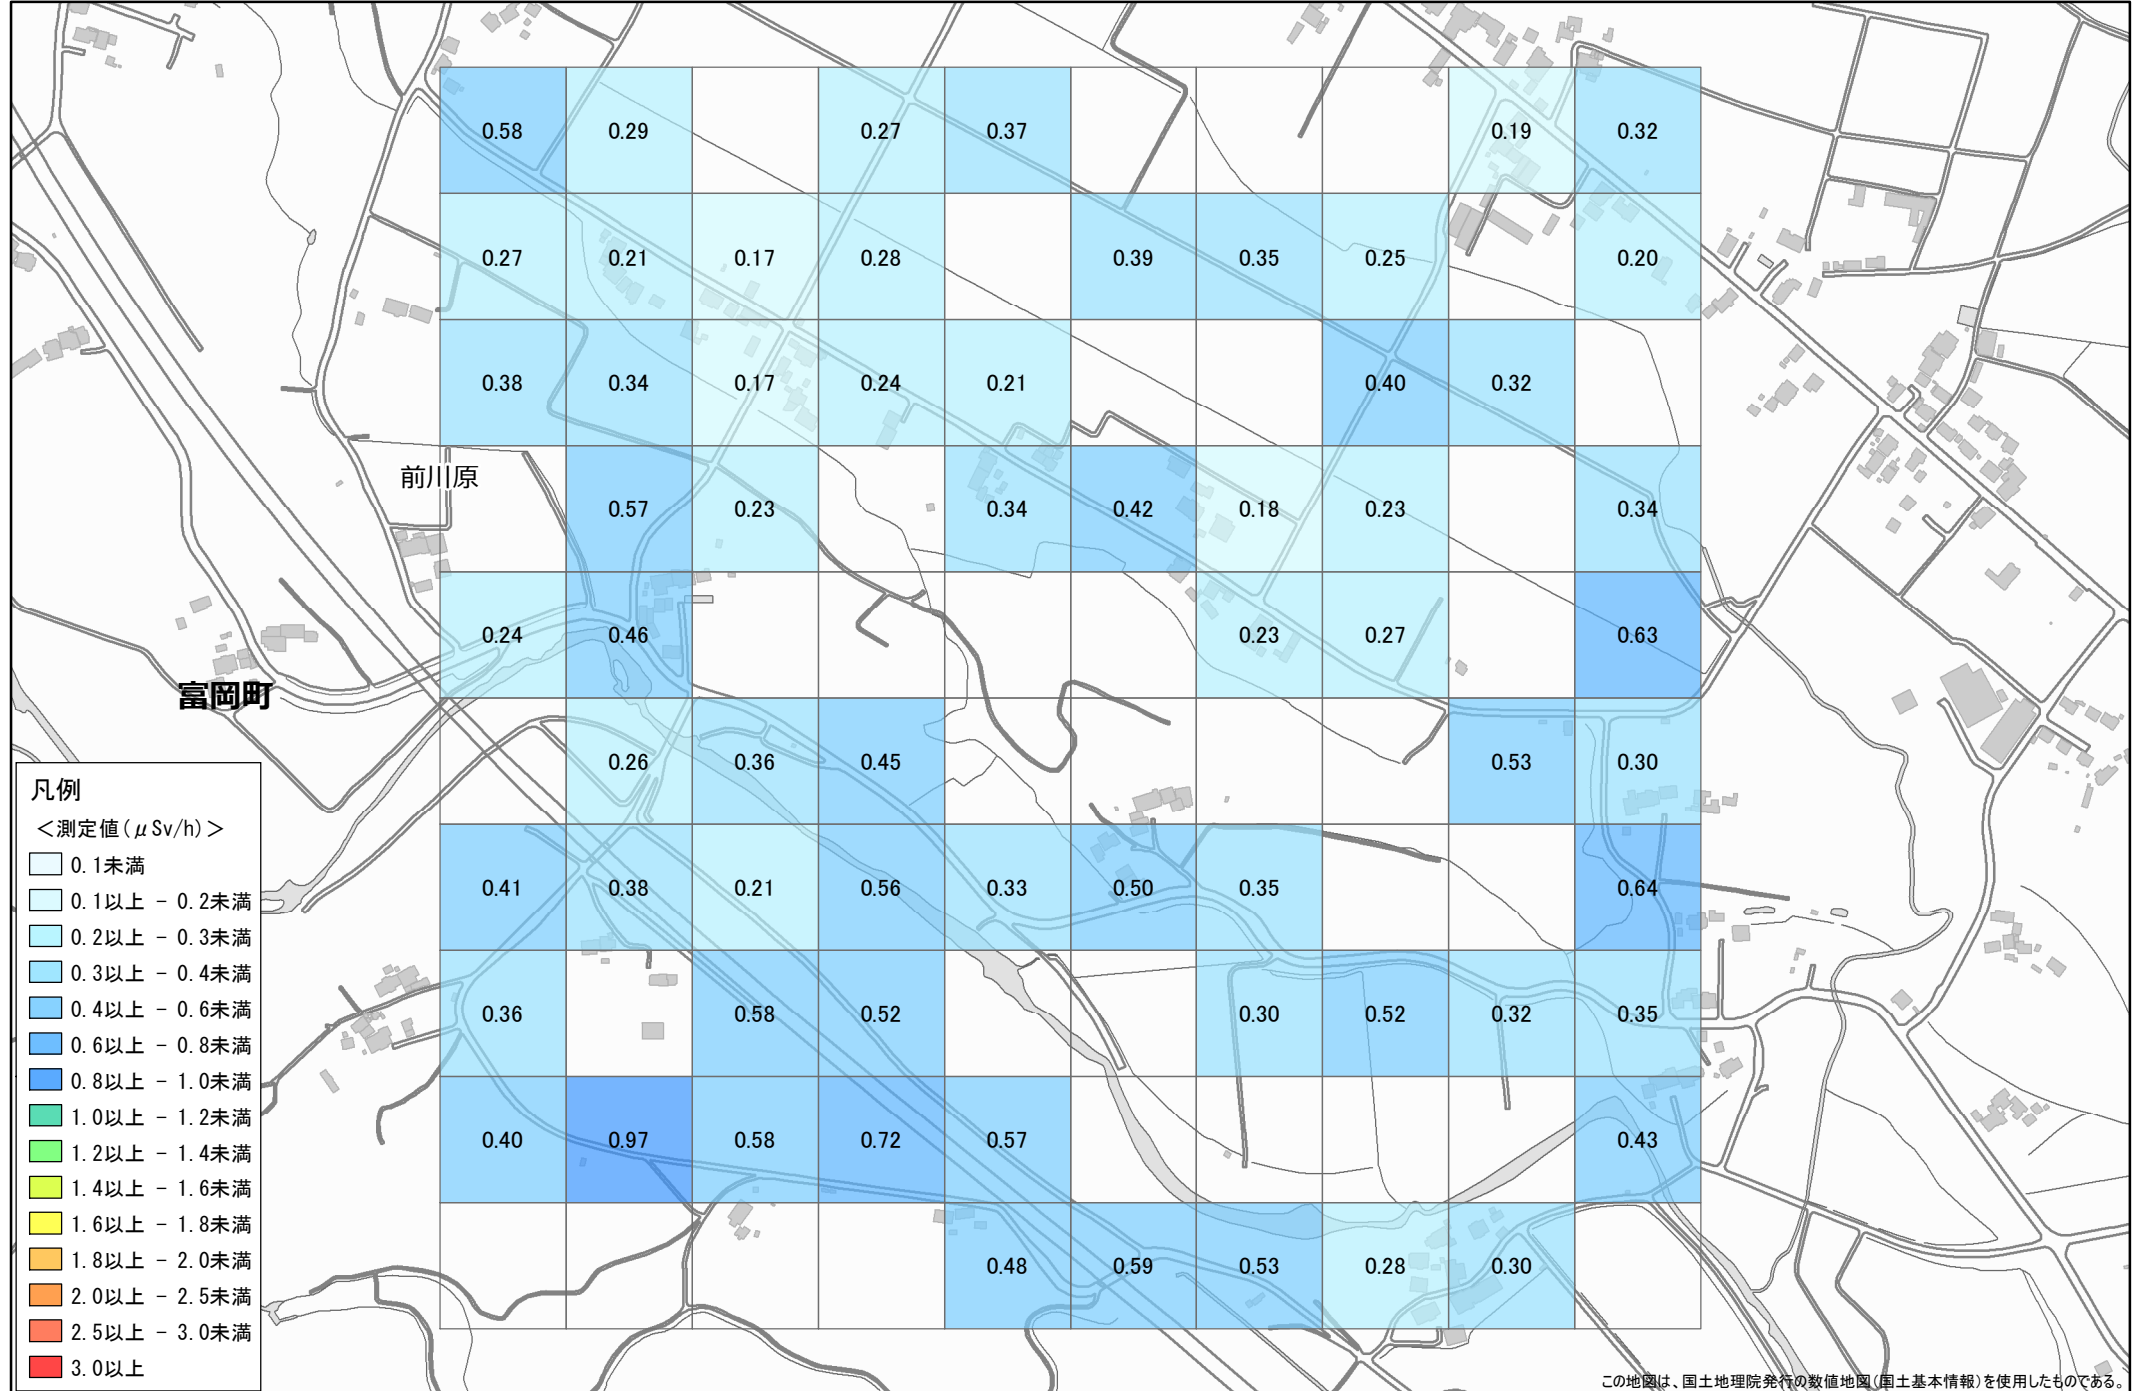 0.58 0.29 0.27 0.37 0.19 0.32
0.27 0.21 0.17 0.28 0.39 0.35 0.25 0.20
0.38 0.34 0.17 0.24 0.21 0.40 0.32
前川原
0.57 0.23 0.34 0.42 0.18 0.23 0.34
0.24 0.46 0.23 0.27 0.63
富岡町
0.26 0.36 0.45 0.53 0.30
0.41 0.38 0.21 0.56 0.33 0.50 0.35 0.64
0.36 0.58 0.52 0.30 0.52 0.32 0.35
0.40 0.97 0.58 0.72 0.57 0.43
0.48 0.59 0.53 0.28 0.30
凡例
＜測定値(μSv/h)＞
0.1未満
0.1以上 - 0.2未満
0.2以上 - 0.3未満
0.3以上 - 0.4未満
0.4以上 - 0.6未満
0.6以上 - 0.8未満
0.8以上 - 1.0未満
1.0以上 - 1.2未満
1.2以上 - 1.4未満
1.4以上 - 1.6未満
1.6以上 - 1.8未満
1.8以上 - 2.0未満
2.0以上 - 2.5未満
2.5以上 - 3.0未満
3.0以上
この地図は、国土地理院発行の数値地図(国土基本情報)を使用したものである。